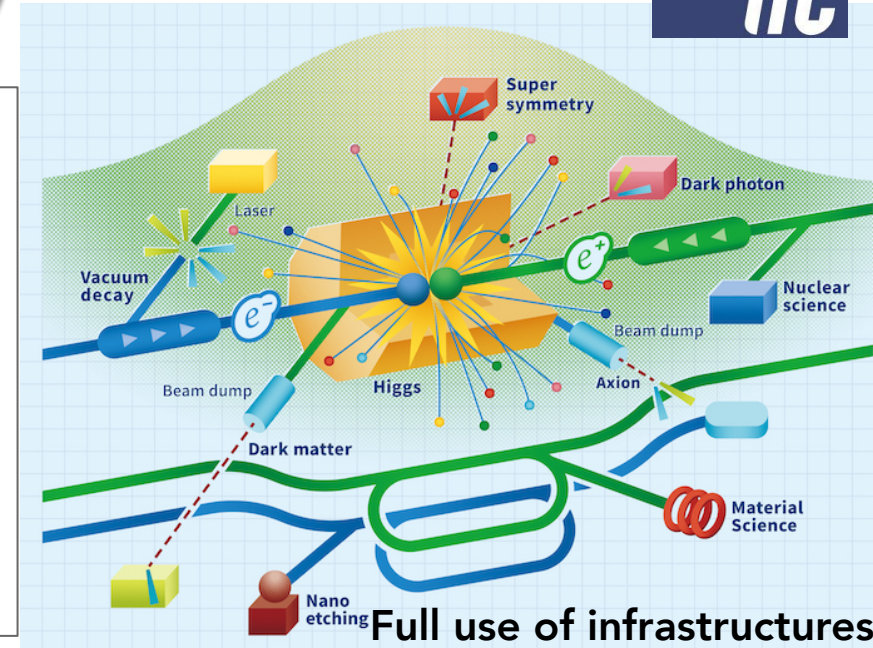 Super
symmetry
Dark photon
Laser
e⁺
Vacuum
decay
Nuclear
science
e⁻
Beam dump
Beam dump
Higgs
Axion
Dark matter
Material
Science
Nano
etching
Full use of infrastructures